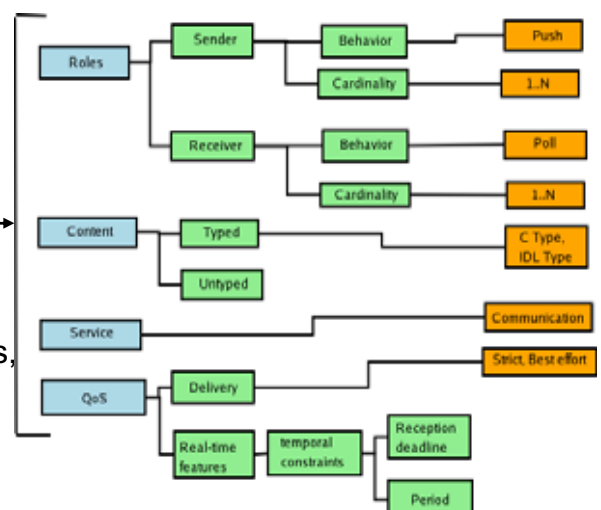 Roles
Sender
Behavior
Push
Cardinality
1..N
Receiver
Behavior
Poll
Cardinality
1..N
Content
Typed
C Type,
IDL Type
Untyped
Service
Communication
s,
QoS
Delivery
Strict, Best effort
Real-time
features
temporal
constraints
Reception
deadline
Period